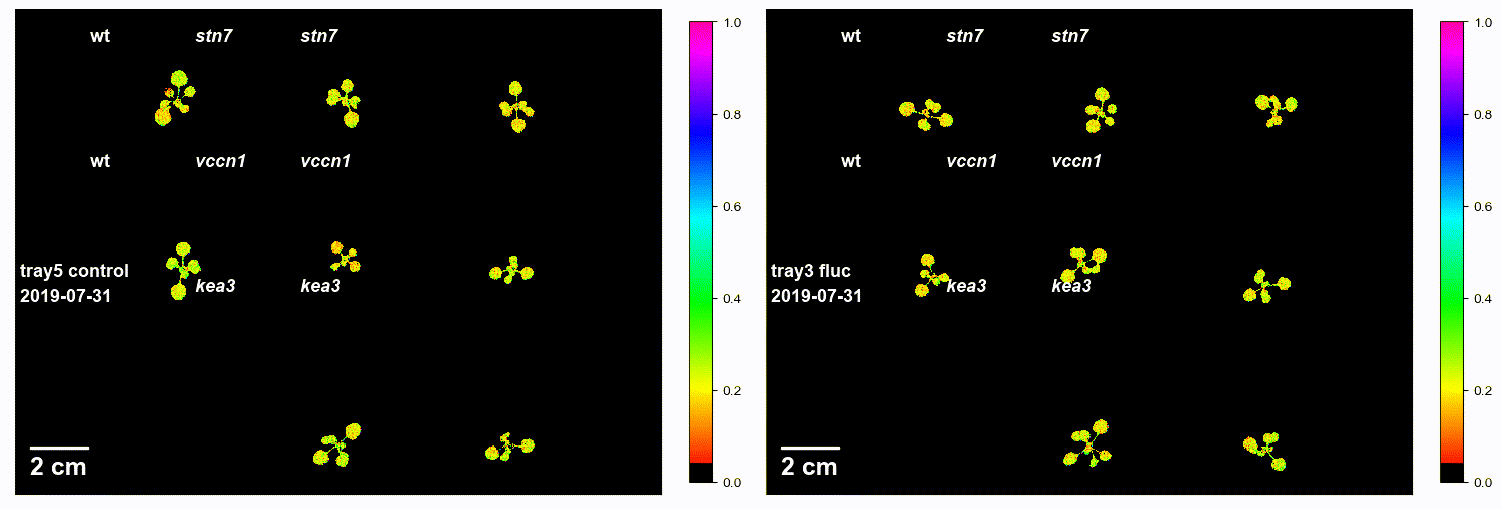 wt stn7 stn7
wt vccn1 vccn1
tray5 control
2019-07-31
kea3 kea3
2 cm
1.0
0.8
0.6
0.4
0.2
0.0
wt stn7 stn7
wt vccn1 vccn1
tray3 fluc
2019-07-31
kea3 kea3
2 cm
1.0
0.8
0.6
0.4
0.2
0.0